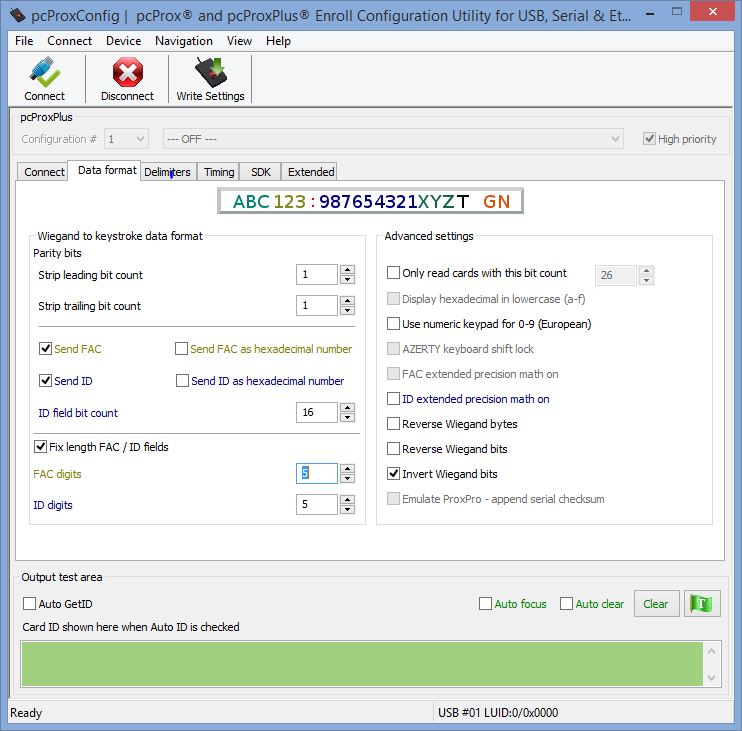 pcProxConfig | pcProx® and pcProxPlus® Enroll Configuration Utility for USB, Serial & Et...
File Connect Device Navigation View Help
Connect Disconnect Write Settings
pcProxPlus
Configuration # 1 --- OFF --- High priority
Connect Data format Delimiters Timing SDK Extended
ABC 123 : 987654321XYZT GN
Wiegand to keystroke data format
Parity bits
Strip leading bit count 1
Strip trailing bit count 1
Send FAC Send FAC as hexadecimal number
Send ID Send ID as hexadecimal number
ID field bit count 16
Fix length FAC / ID fields
FAC digits 5
ID digits 5
Advanced settings
Only read cards with this bit count 26
Display hexadecimal in lowercase (a-f)
Use numeric keypad for 0-9 (European)
AZERTY keyboard shift lock
FAC extended precision math on
ID extended precision math on
Reverse Wiegand bytes
Reverse Wiegand bits
Invert Wiegand bits
Emulate ProxPro - append serial checksum
Output test area
Auto GetID Auto focus Auto clear Clear T
Card ID shown here when Auto ID is checked
Ready USB #01 LUID:0/0x0000